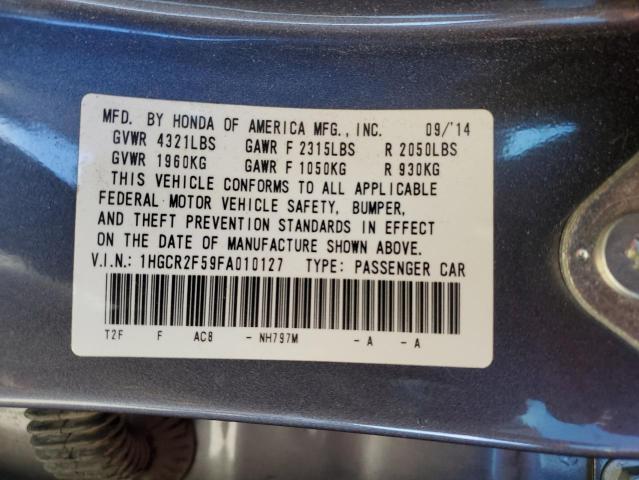 MFD. BY HONDA OF AMERICA MFG., INC. 09/'14
GVWR 4321LBS GAWR F 2315LBS R 2050LBS
GVWR 1960KG GAWR F 1050KG R 930KG
THIS VEHICLE CONFORMS TO ALL APPLICABLE
FEDERAL MOTOR VEHICLE SAFETY, BUMPER,
AND THEFT PREVENTION STANDARDS IN EFFECT
ON THE DATE OF MANUFACTURE SHOWN ABOVE.
V.I.N.: 1HGCR2F59FA010127 TYPE: PASSENGER CAR
T2F F AC8 - NH797M - A - A